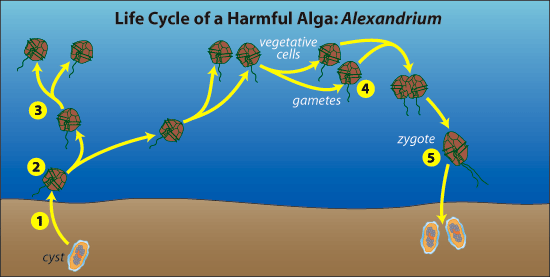 Life Cycle of a Harmful Alga: Alexandrium
vegetative
cells
gametes
4
3
zygote
5
2
1
cyst